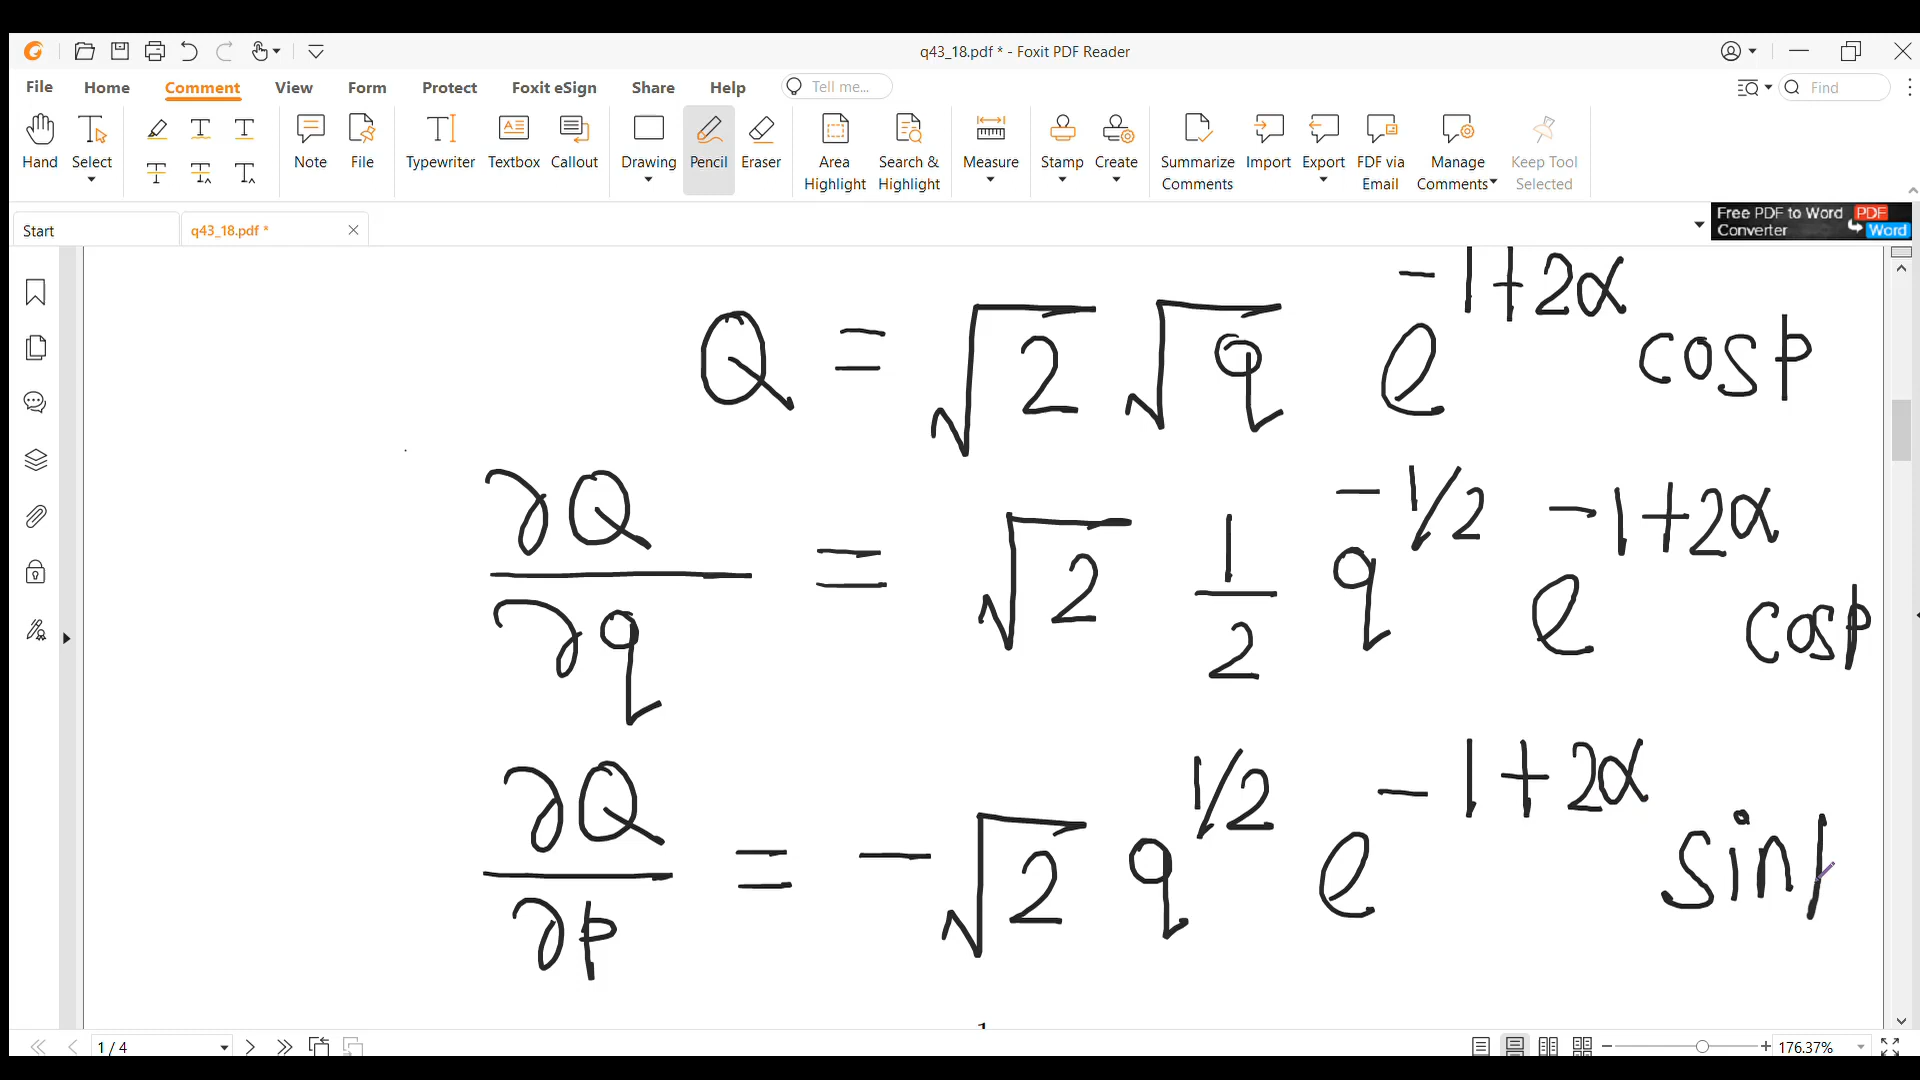 q43_18.pdf * - Foxit PDF Reader
File Home Comment View Form Protect Foxit eSign Share Help Tell me... Find
Hand Select Note File Typewriter Textbox Callout Drawing Pencil Eraser Area Highlight Search & Highlight Measure Stamp Create Summarize Comments Import Export FDF via Email Manage Comments Keep Tool Selected
Start q43_18.pdf * Free PDF to Word Converter PDF Word
Q = √2 √q e^{-1+2α} cosp
∂Q/∂q = √2 1/2 q^{-1/2} e^{-1+2α} cosp
∂Q/∂p = -√2 q^{1/2} e^{-1+2α} sin
1 / 4 176.37%